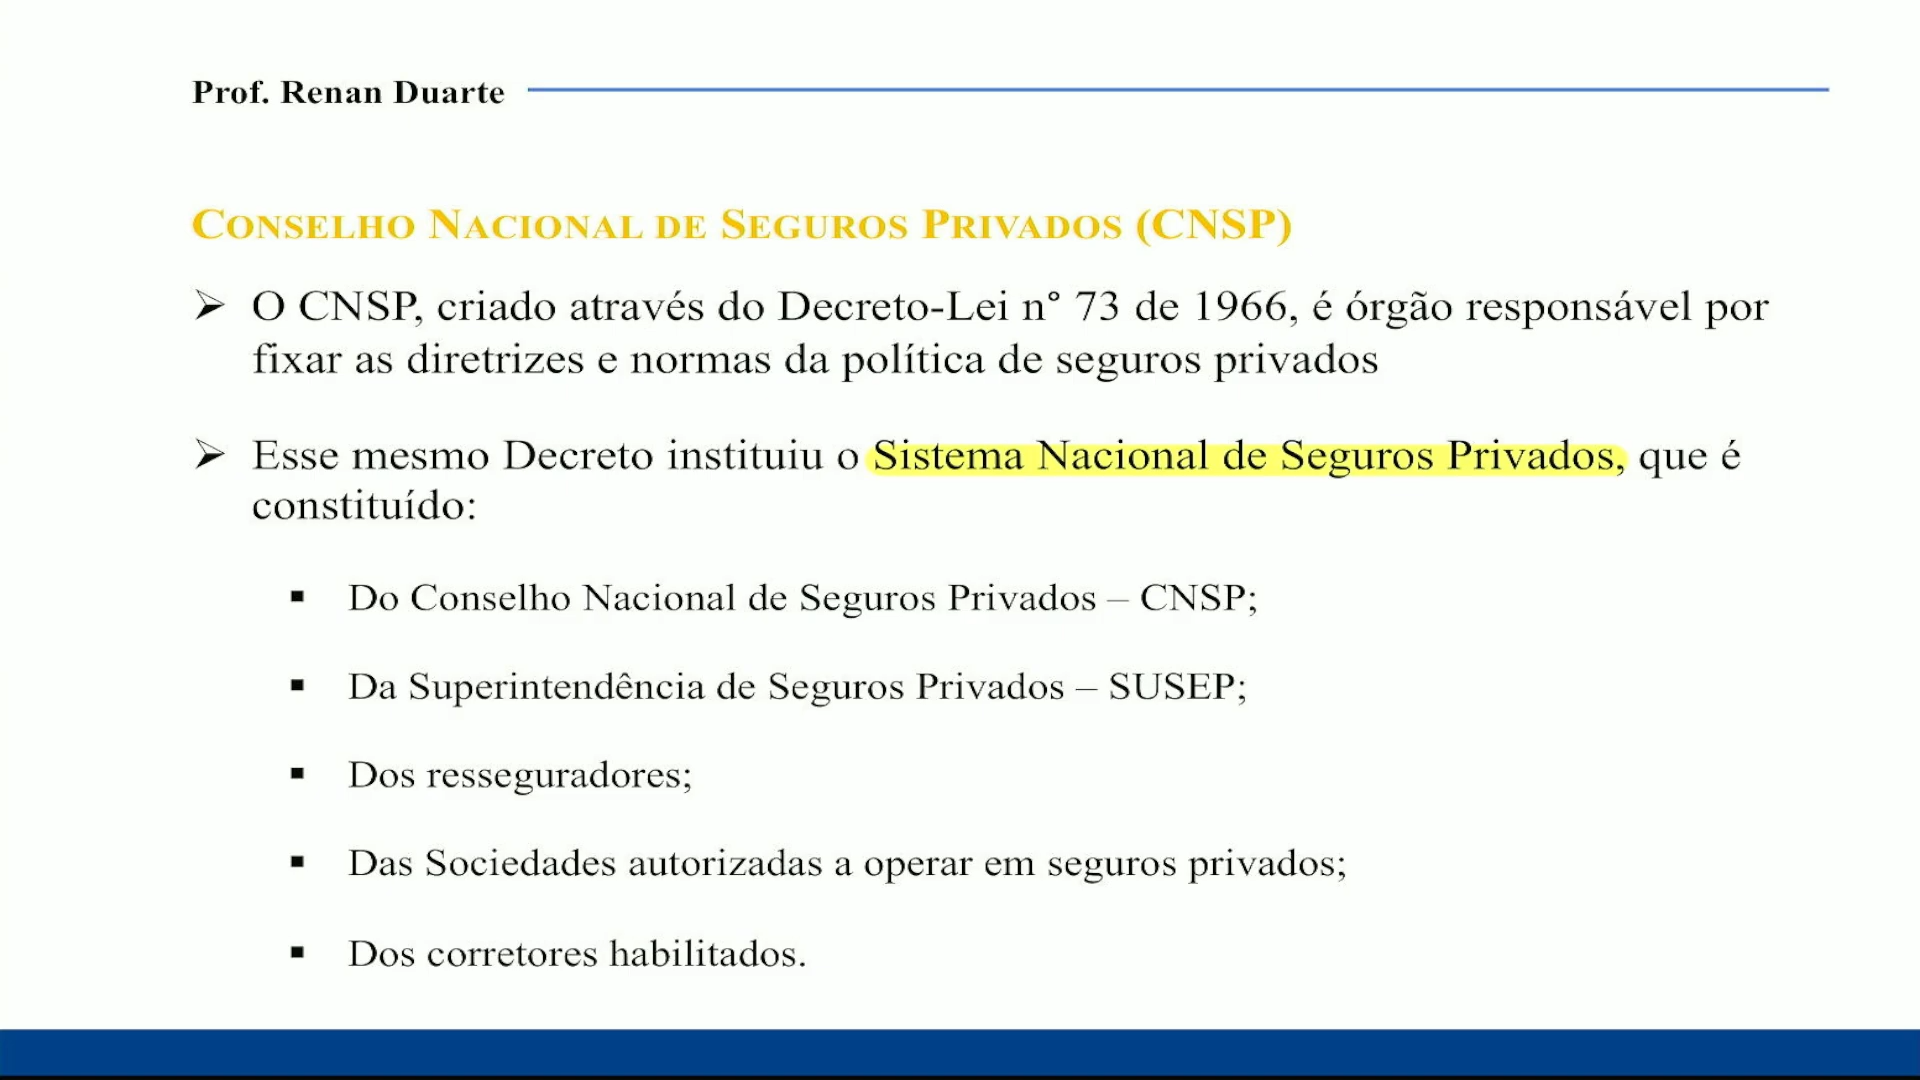 Prof. Renan Duarte
CONSELHO NACIONAL DE SEGUROS PRIVADOS (CNSP)
➢ O CNSP, criado através do Decreto-Lei n° 73 de 1966, é órgão responsável por
fixar as diretrizes e normas da política de seguros privados
➢ Esse mesmo Decreto instituiu o Sistema Nacional de Seguros Privados, que é
constituído:
▪ Do Conselho Nacional de Seguros Privados – CNSP;
▪ Da Superintendência de Seguros Privados – SUSEP;
▪ Dos resseguradores;
▪ Das Sociedades autorizadas a operar em seguros privados;
▪ Dos corretores habilitados.